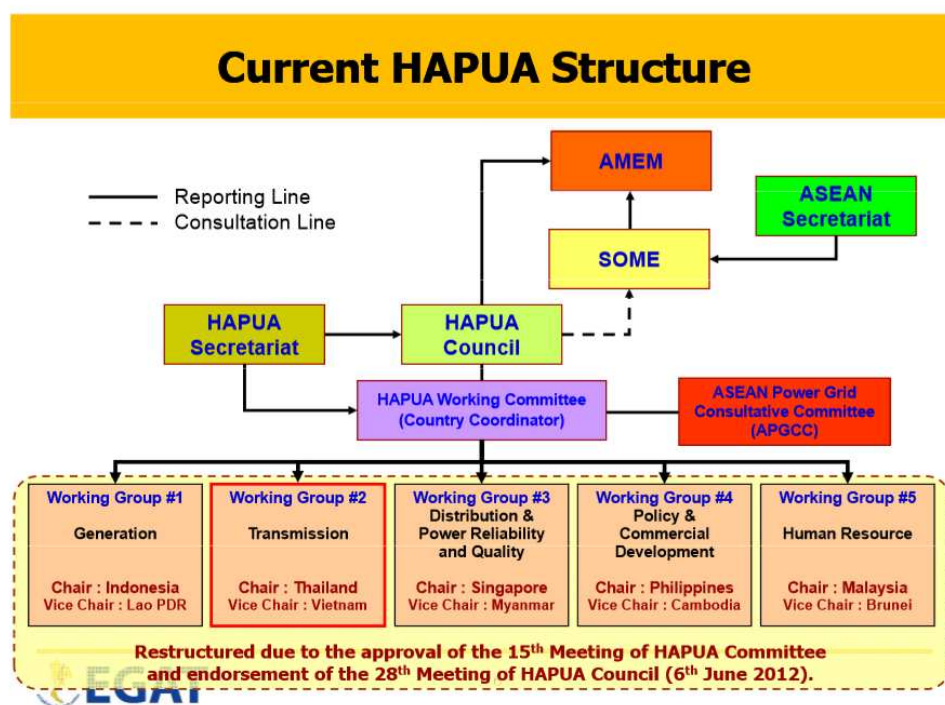 Current HAPUA Structure
AMEM
Reporting Line
Consultation Line
ASEAN
Secretariat
SOME
HAPUA
Secretariat
HAPUA
Council
HAPUA Working Committee
(Country Coordinator)
ASEAN Power Grid
Consultative Committee
(APGCC)
Working Group #1
Generation
Chair : Indonesia
Vice Chair : Lao PDR
Working Group #2
Transmission
Chair : Thailand
Vice Chair : Vietnam
Working Group #3
Distribution &
Power Reliability
and Quality
Chair : Singapore
Vice Chair : Myanmar
Working Group #4
Policy &
Commercial
Development
Chair : Philippines
Vice Chair : Cambodia
Working Group #5
Human Resource
Chair : Malaysia
Vice Chair : Brunei
Restructured due to the approval of the 15th Meeting of HAPUA Committee
and endorsement of the 28th Meeting of HAPUA Council (6th June 2012).
EGAT